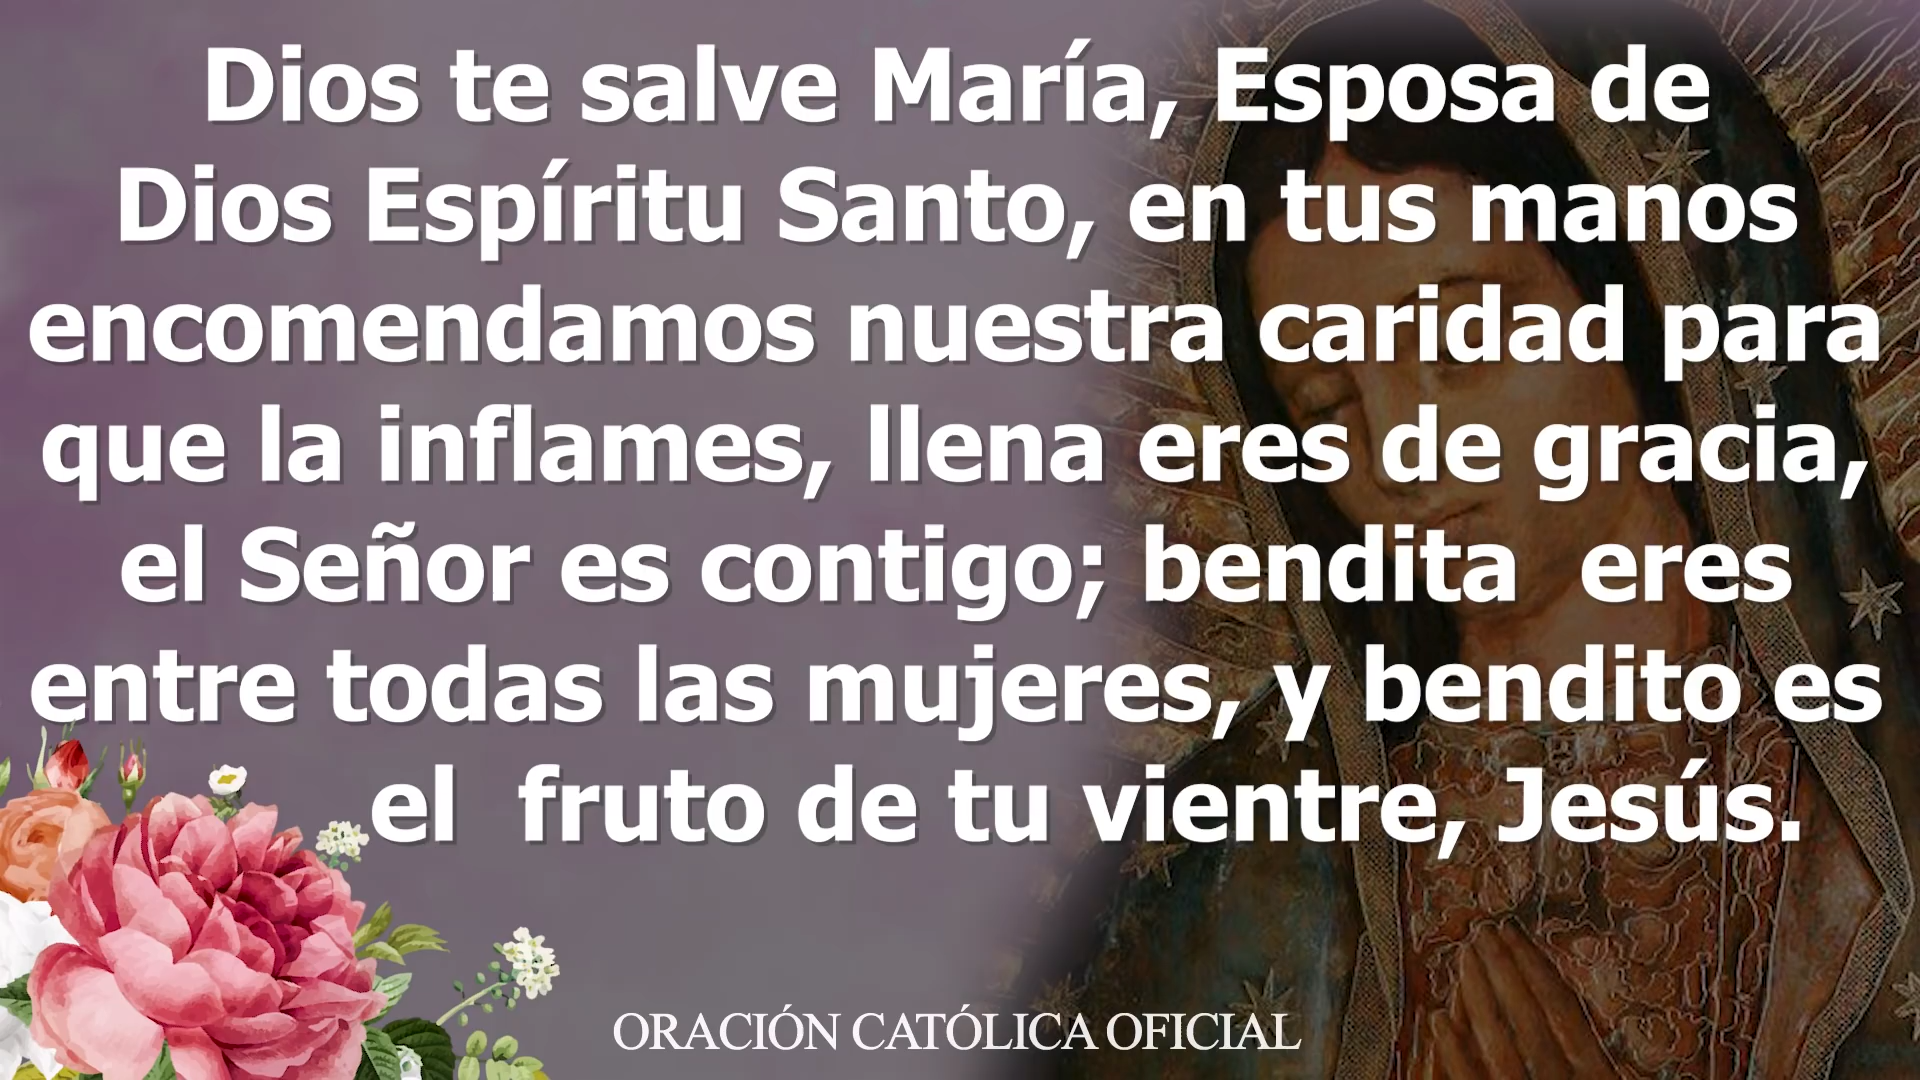 Dios te salve María, Esposa de
Dios Espíritu Santo, en tus manos
encomendamos nuestra caridad para
que la inflames, llena eres de gracia,
el Señor es contigo; bendita  eres
entre todas las mujeres, y bendito es
el  fruto de tu vientre, Jesús.
ORACIÓN CATÓLICA OFICIAL